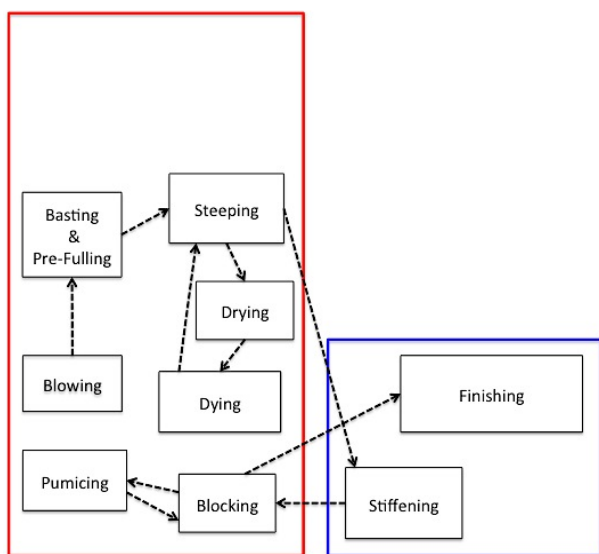 Basting
&
Pre-Fulling
Steeping
Drying
Blowing
Dying
Finishing
Pumicing
Blocking
Stiffening